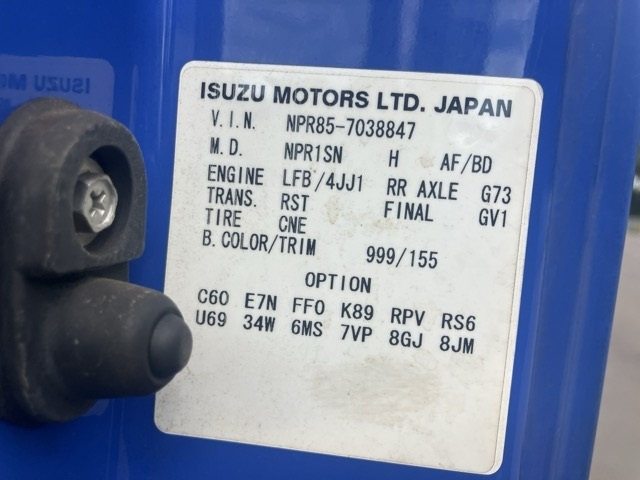 ISUZU MOTORS LTD. JAPAN
V.I.N. NPR85-7038847
M.D. NPR1SN H AF/BD
ENGINE LFB/4JJ1 RR AXLE G73
TRANS. RST FINAL GV1
TIRE CNE
B.COLOR/TRIM 999/155
OPTION
C60 E7N FF0 K89 RPV RS6
U69 34W 6MS 7VP 8GJ 8JM